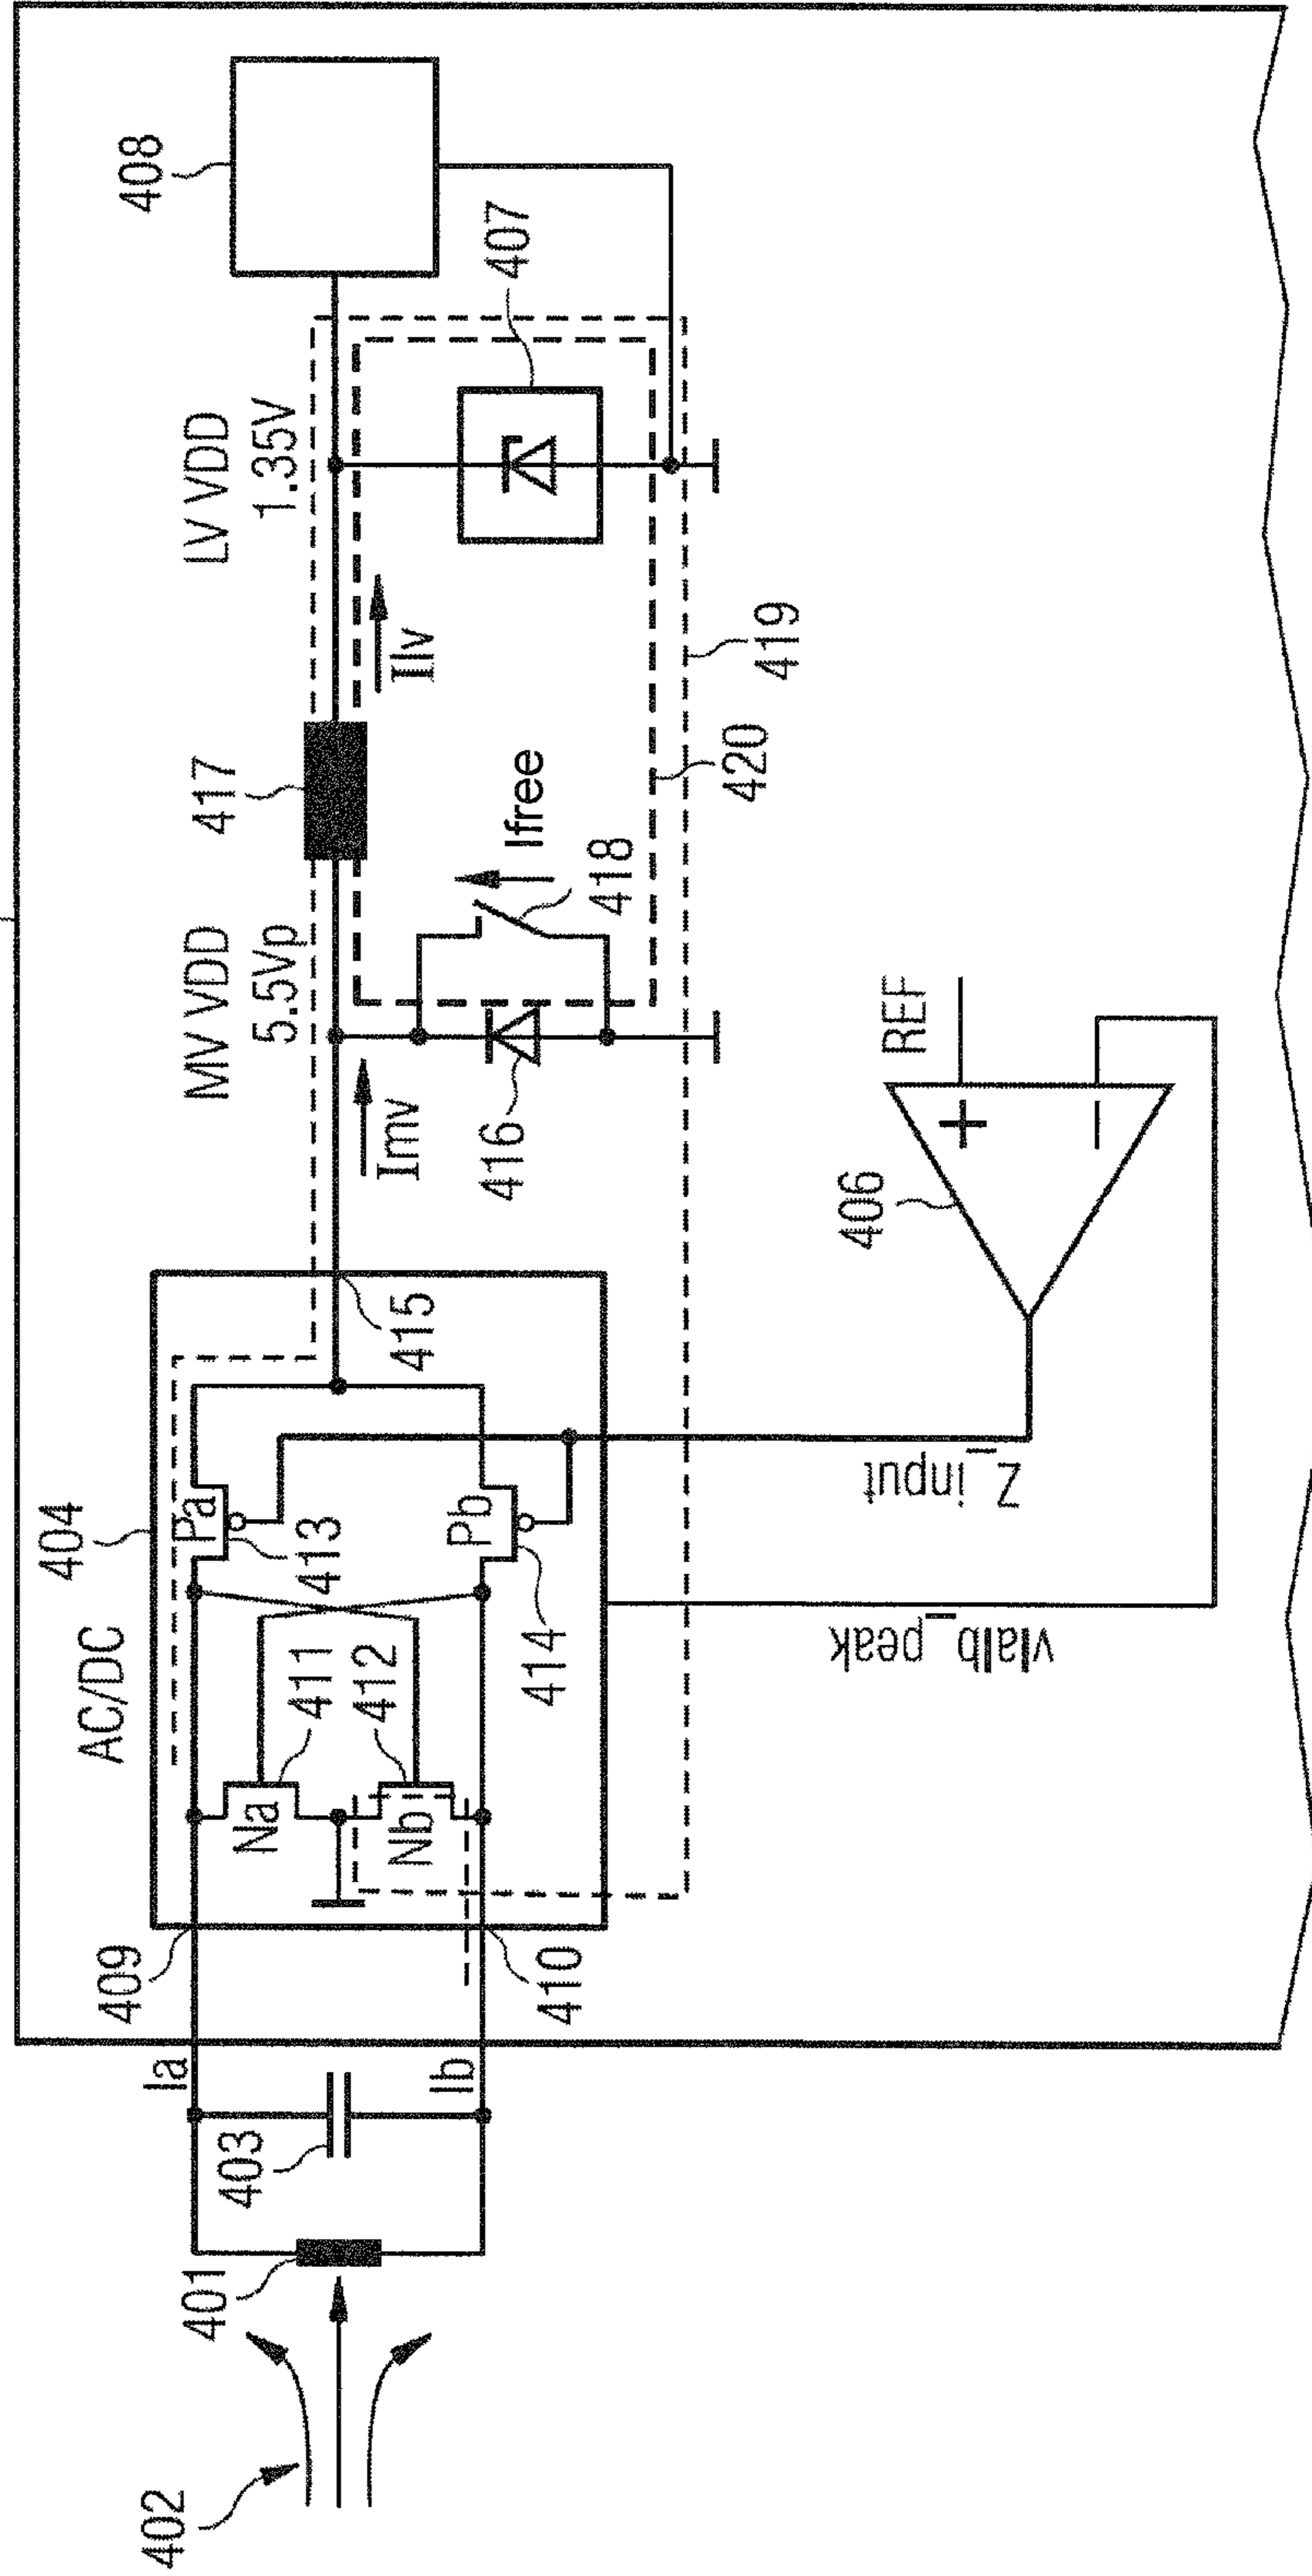 402
401
403
Ia
Ib
409
410
AC/DC
404
Na
411
Nb
412
Pa
413
Pb
414
415
Imv
MV VDD
5.5Vp
416
417
Ifree
418
Ilv
LV VDD
1.35V
407
408
419
420
vlalb_peak
Z_input
406
+
−
REF